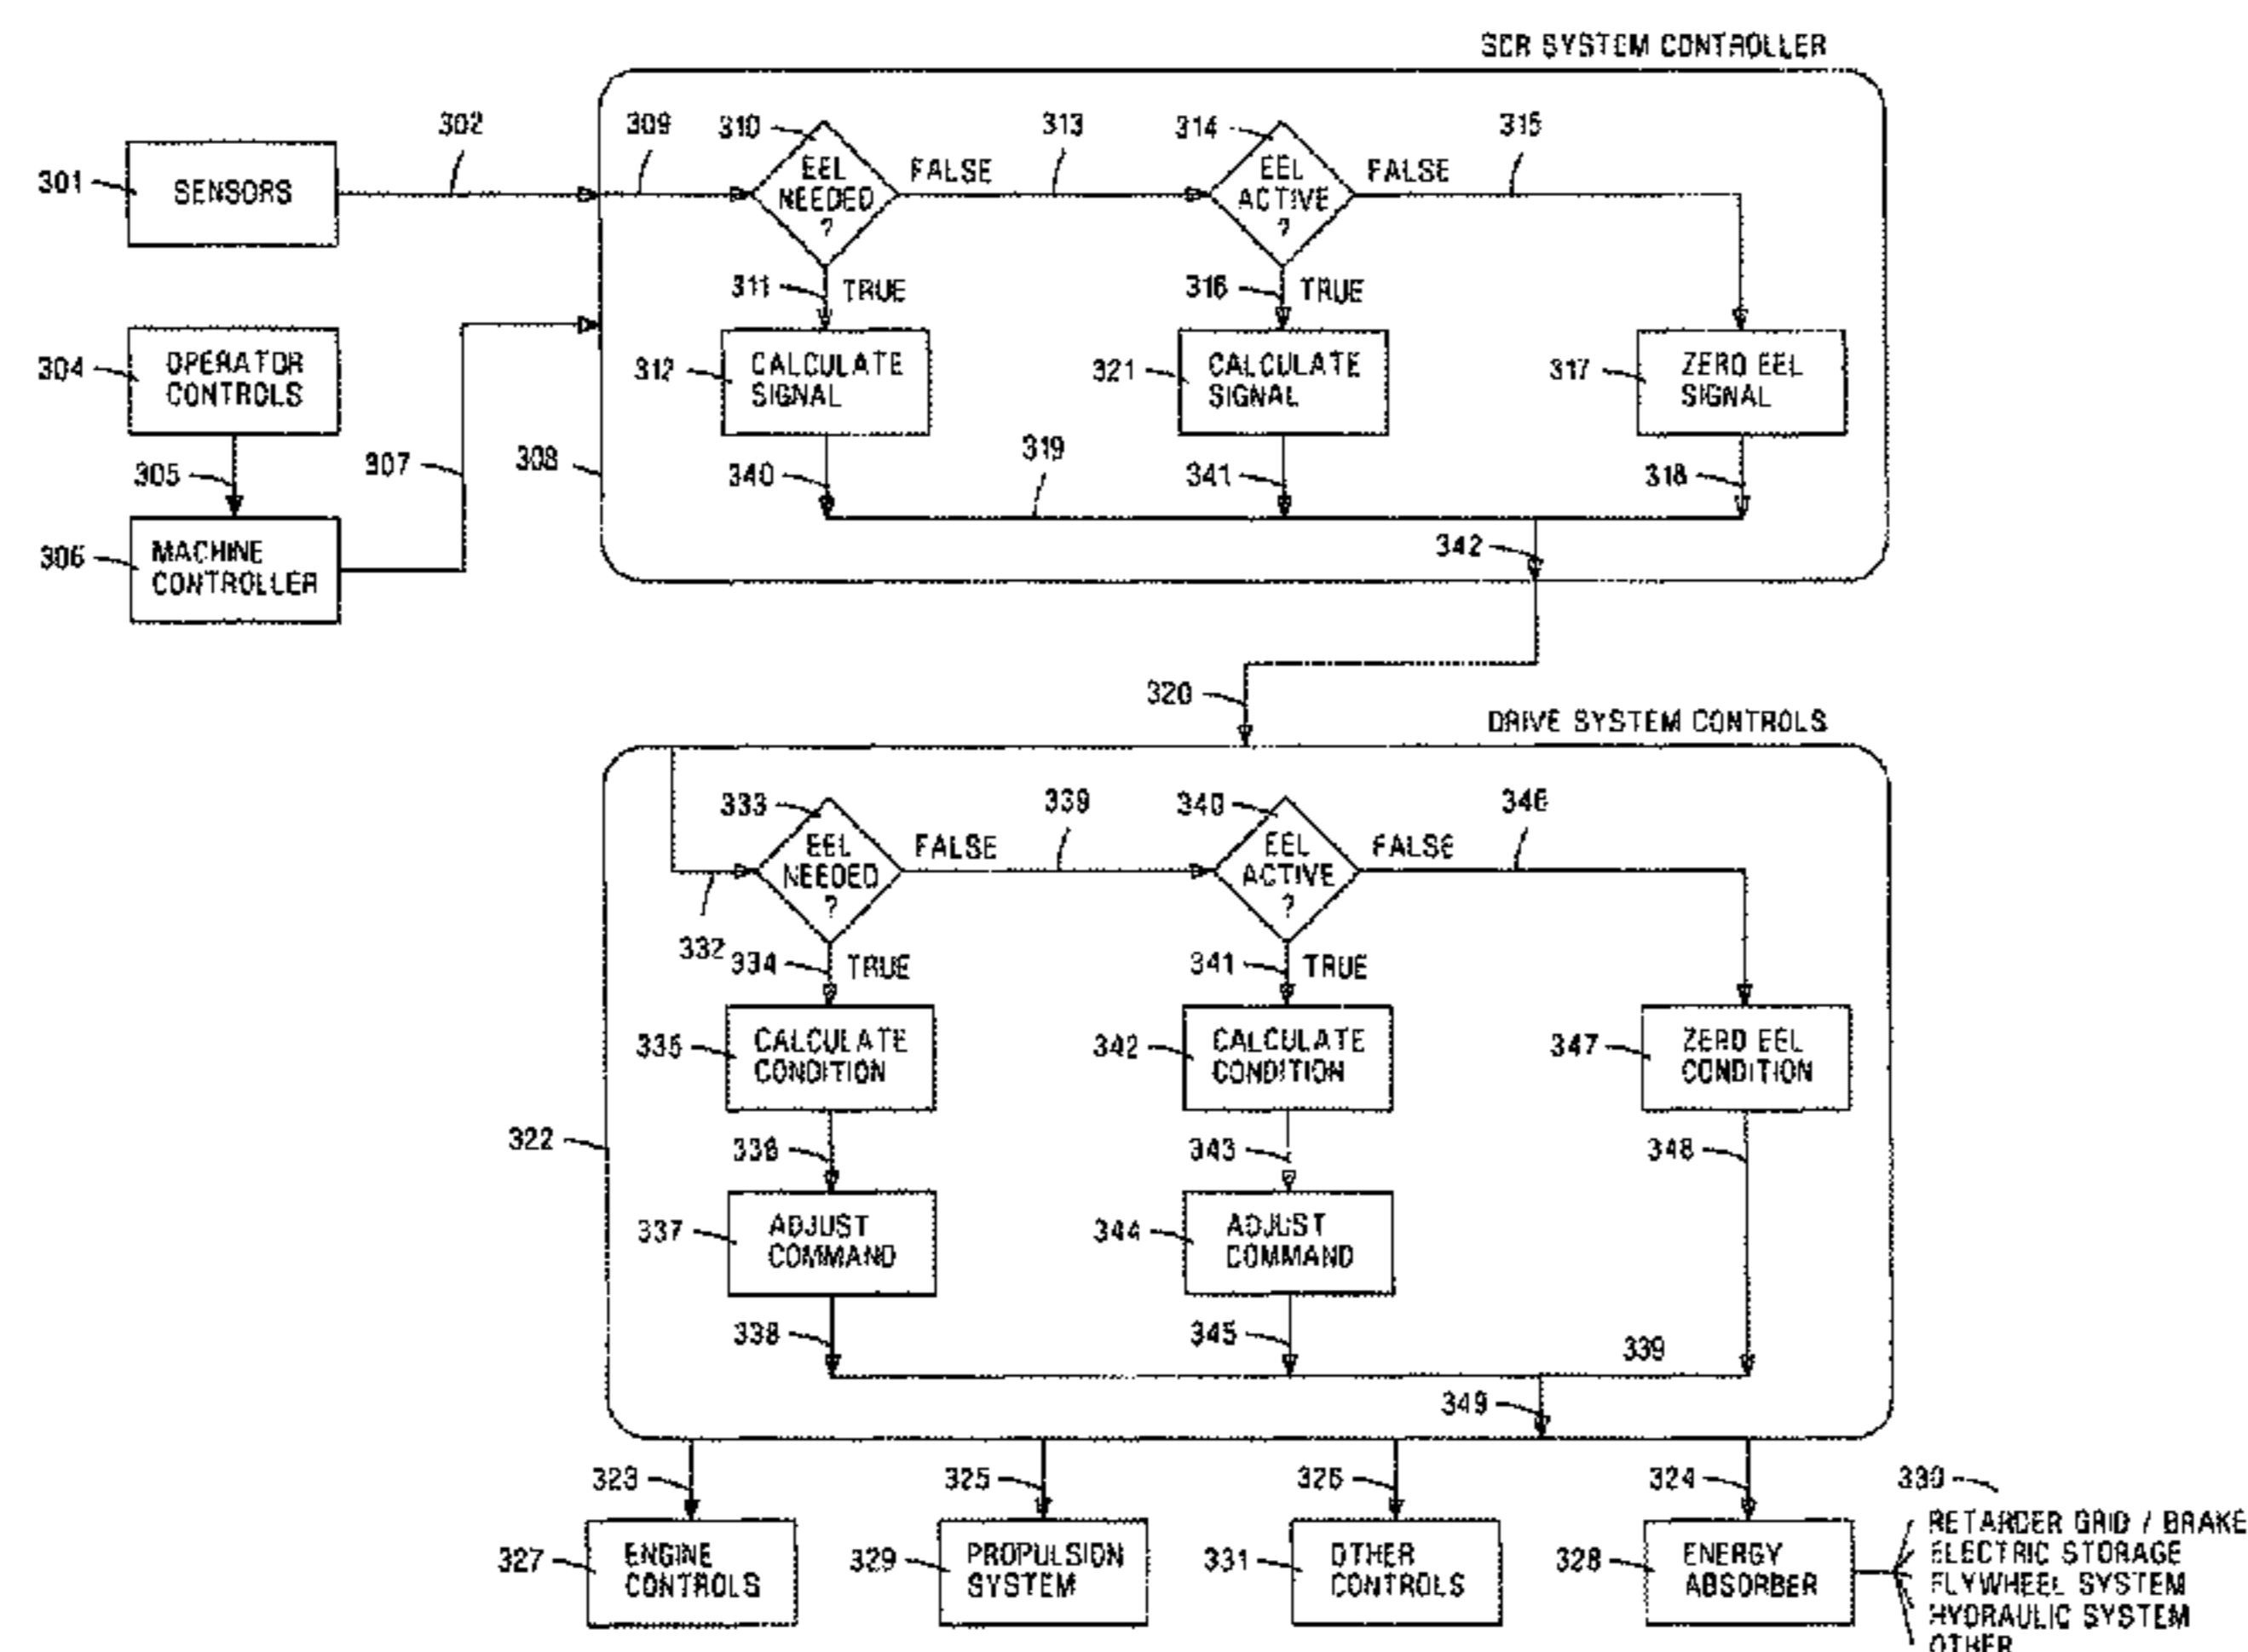 SCR SYSTEM CONTROLLER
302
309
310
313
314
315
301
SENSORS
EEL
NEEDED
?
FALSE
EEL
ACTIVE
?
FALSE
311
TRUE
316
TRUE
304
OPERATOR
CONTROLS
312
CALCULATE
SIGNAL
321
CALCULATE
SIGNAL
317
ZERO EEL
SIGNAL
305
307
308
340
319
341
318
306
MACHINE
CONTROLLER
342
320
DRIVE SYSTEM CONTROLS
333
339
340
346
EEL
NEEDED
?
FALSE
EEL
ACTIVE
?
FALSE
332
334
TRUE
341
TRUE
335
CALCULATE
CONDITION
342
CALCULATE
CONDITION
347
ZERO EEL
CONDITION
322
336
343
348
337
ADJUST
COMMAND
344
ADJUST
COMMAND
338
345
339
349
323
325
326
324
330
327
ENGINE
CONTROLS
329
PROPULSION
SYSTEM
331
OTHER
CONTROLS
328
ENERGY
ABSORBER
RETARDER GRID / BRAKE
ELECTRIC STORAGE
FLYWHEEL SYSTEM
HYDRAULIC SYSTEM
OTHER